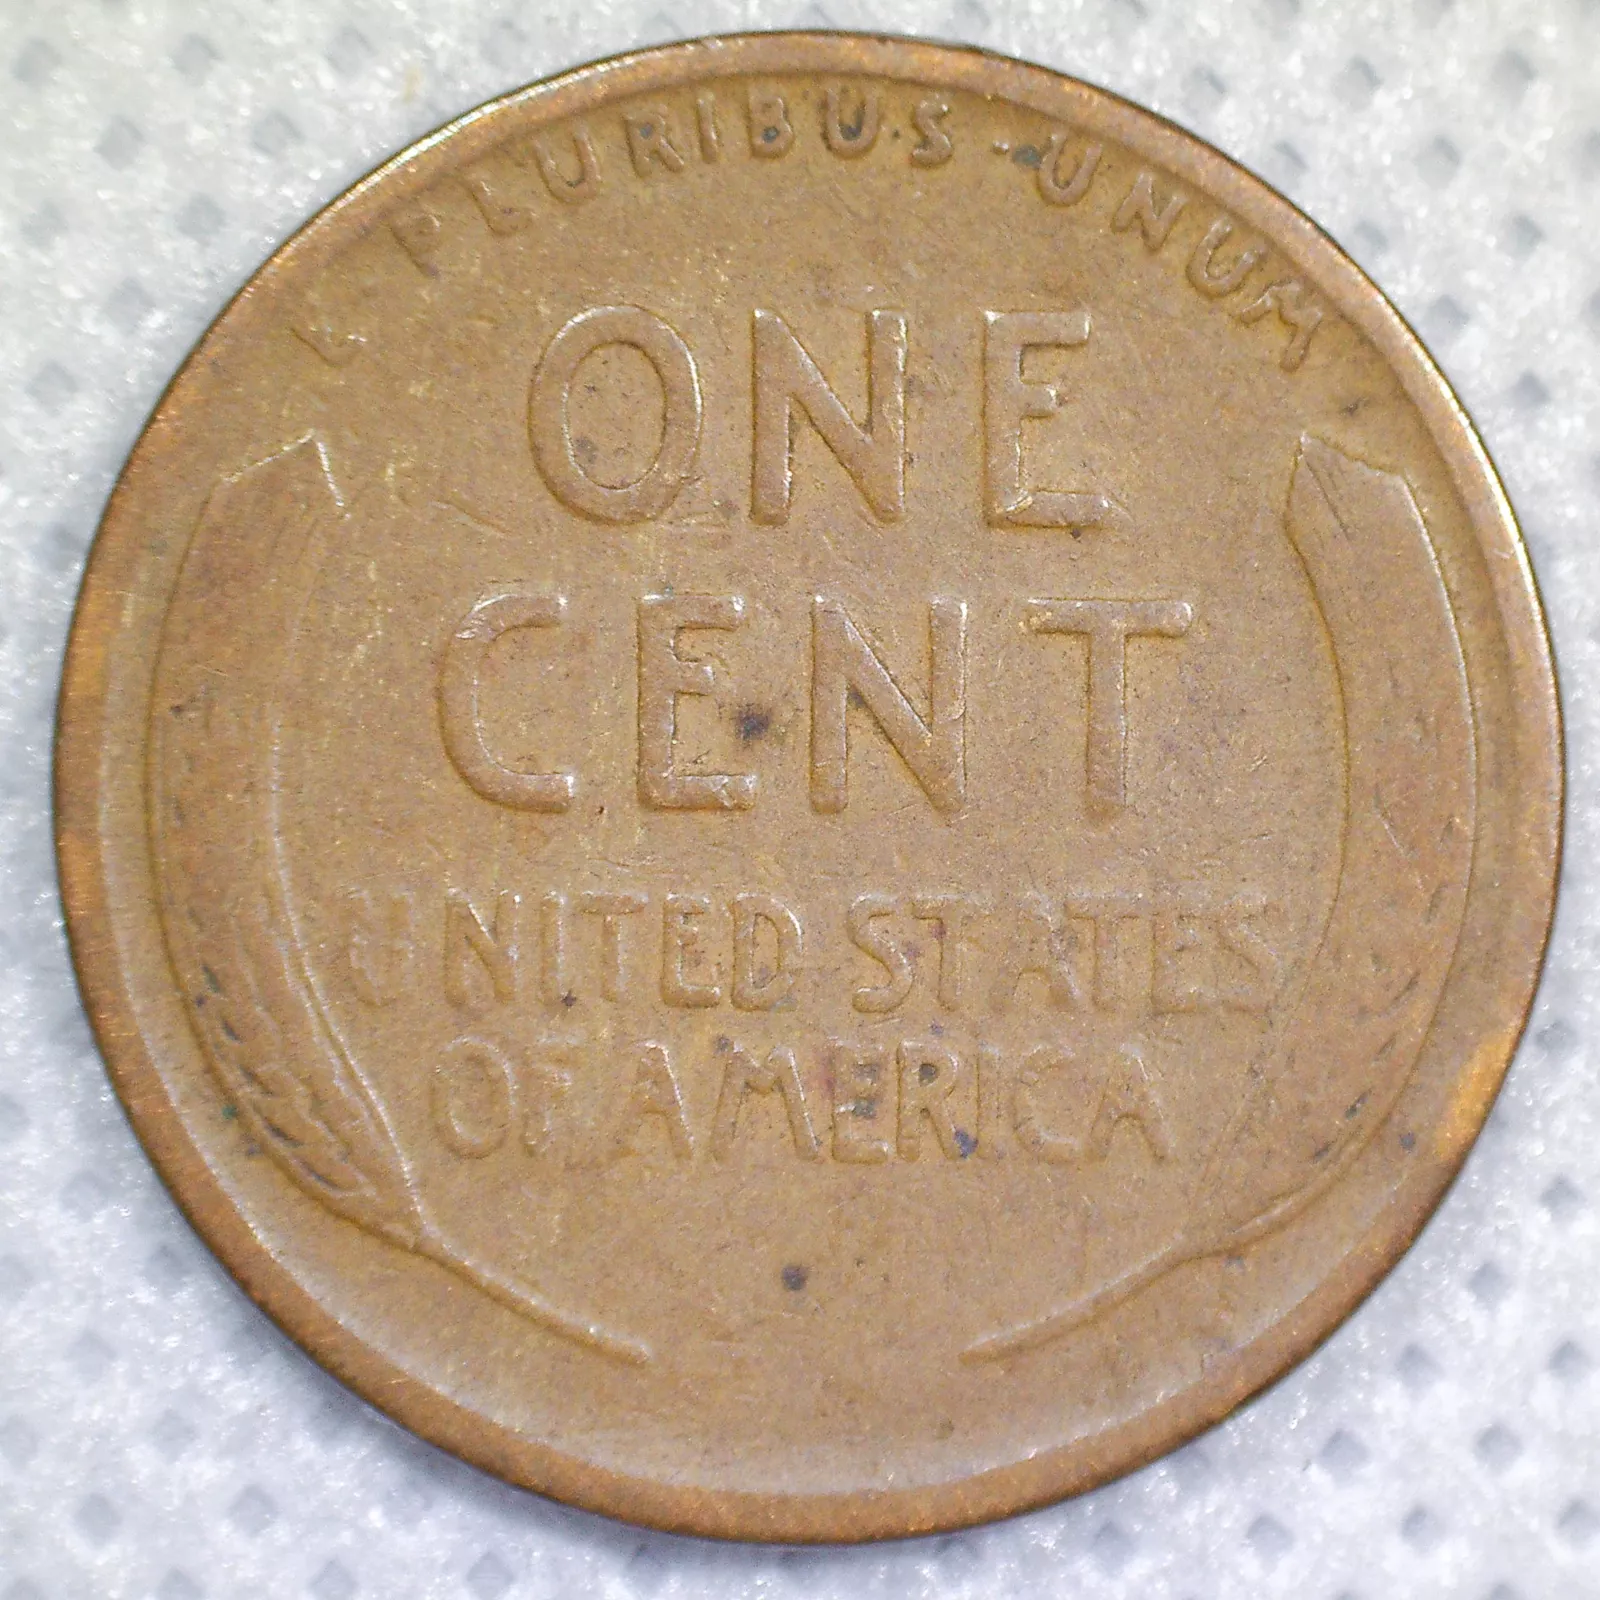 E · PLURIBUS · UNUM
ONE
CENT
UNITED STATES
OF AMERICA